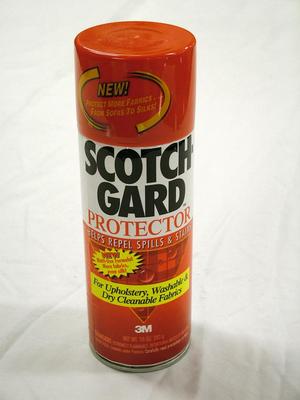 NEW!
PROTECT MORE FABRICS
FROM SOFAS TO SILKS!
SCOTCH
GARD
PROTECTOR
HELPS REPEL SPILLS & STAINS
For Upholstery, Washable &
Dry Cleanable Fabrics
3M